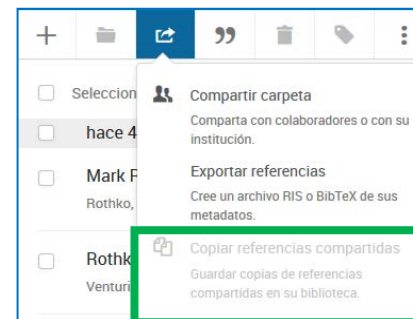 Seleccion
hace 4
Mark R
Rothko,
Rothk
Venturi
Compartir carpeta
Comparta con colaboradores o con su
institución.
Exportar referencias
Cree un archivo RIS o BibTeX de sus
metadatos.
Copiar referencias compartidas
Guardar copias de referencias
compartidas en su biblioteca.